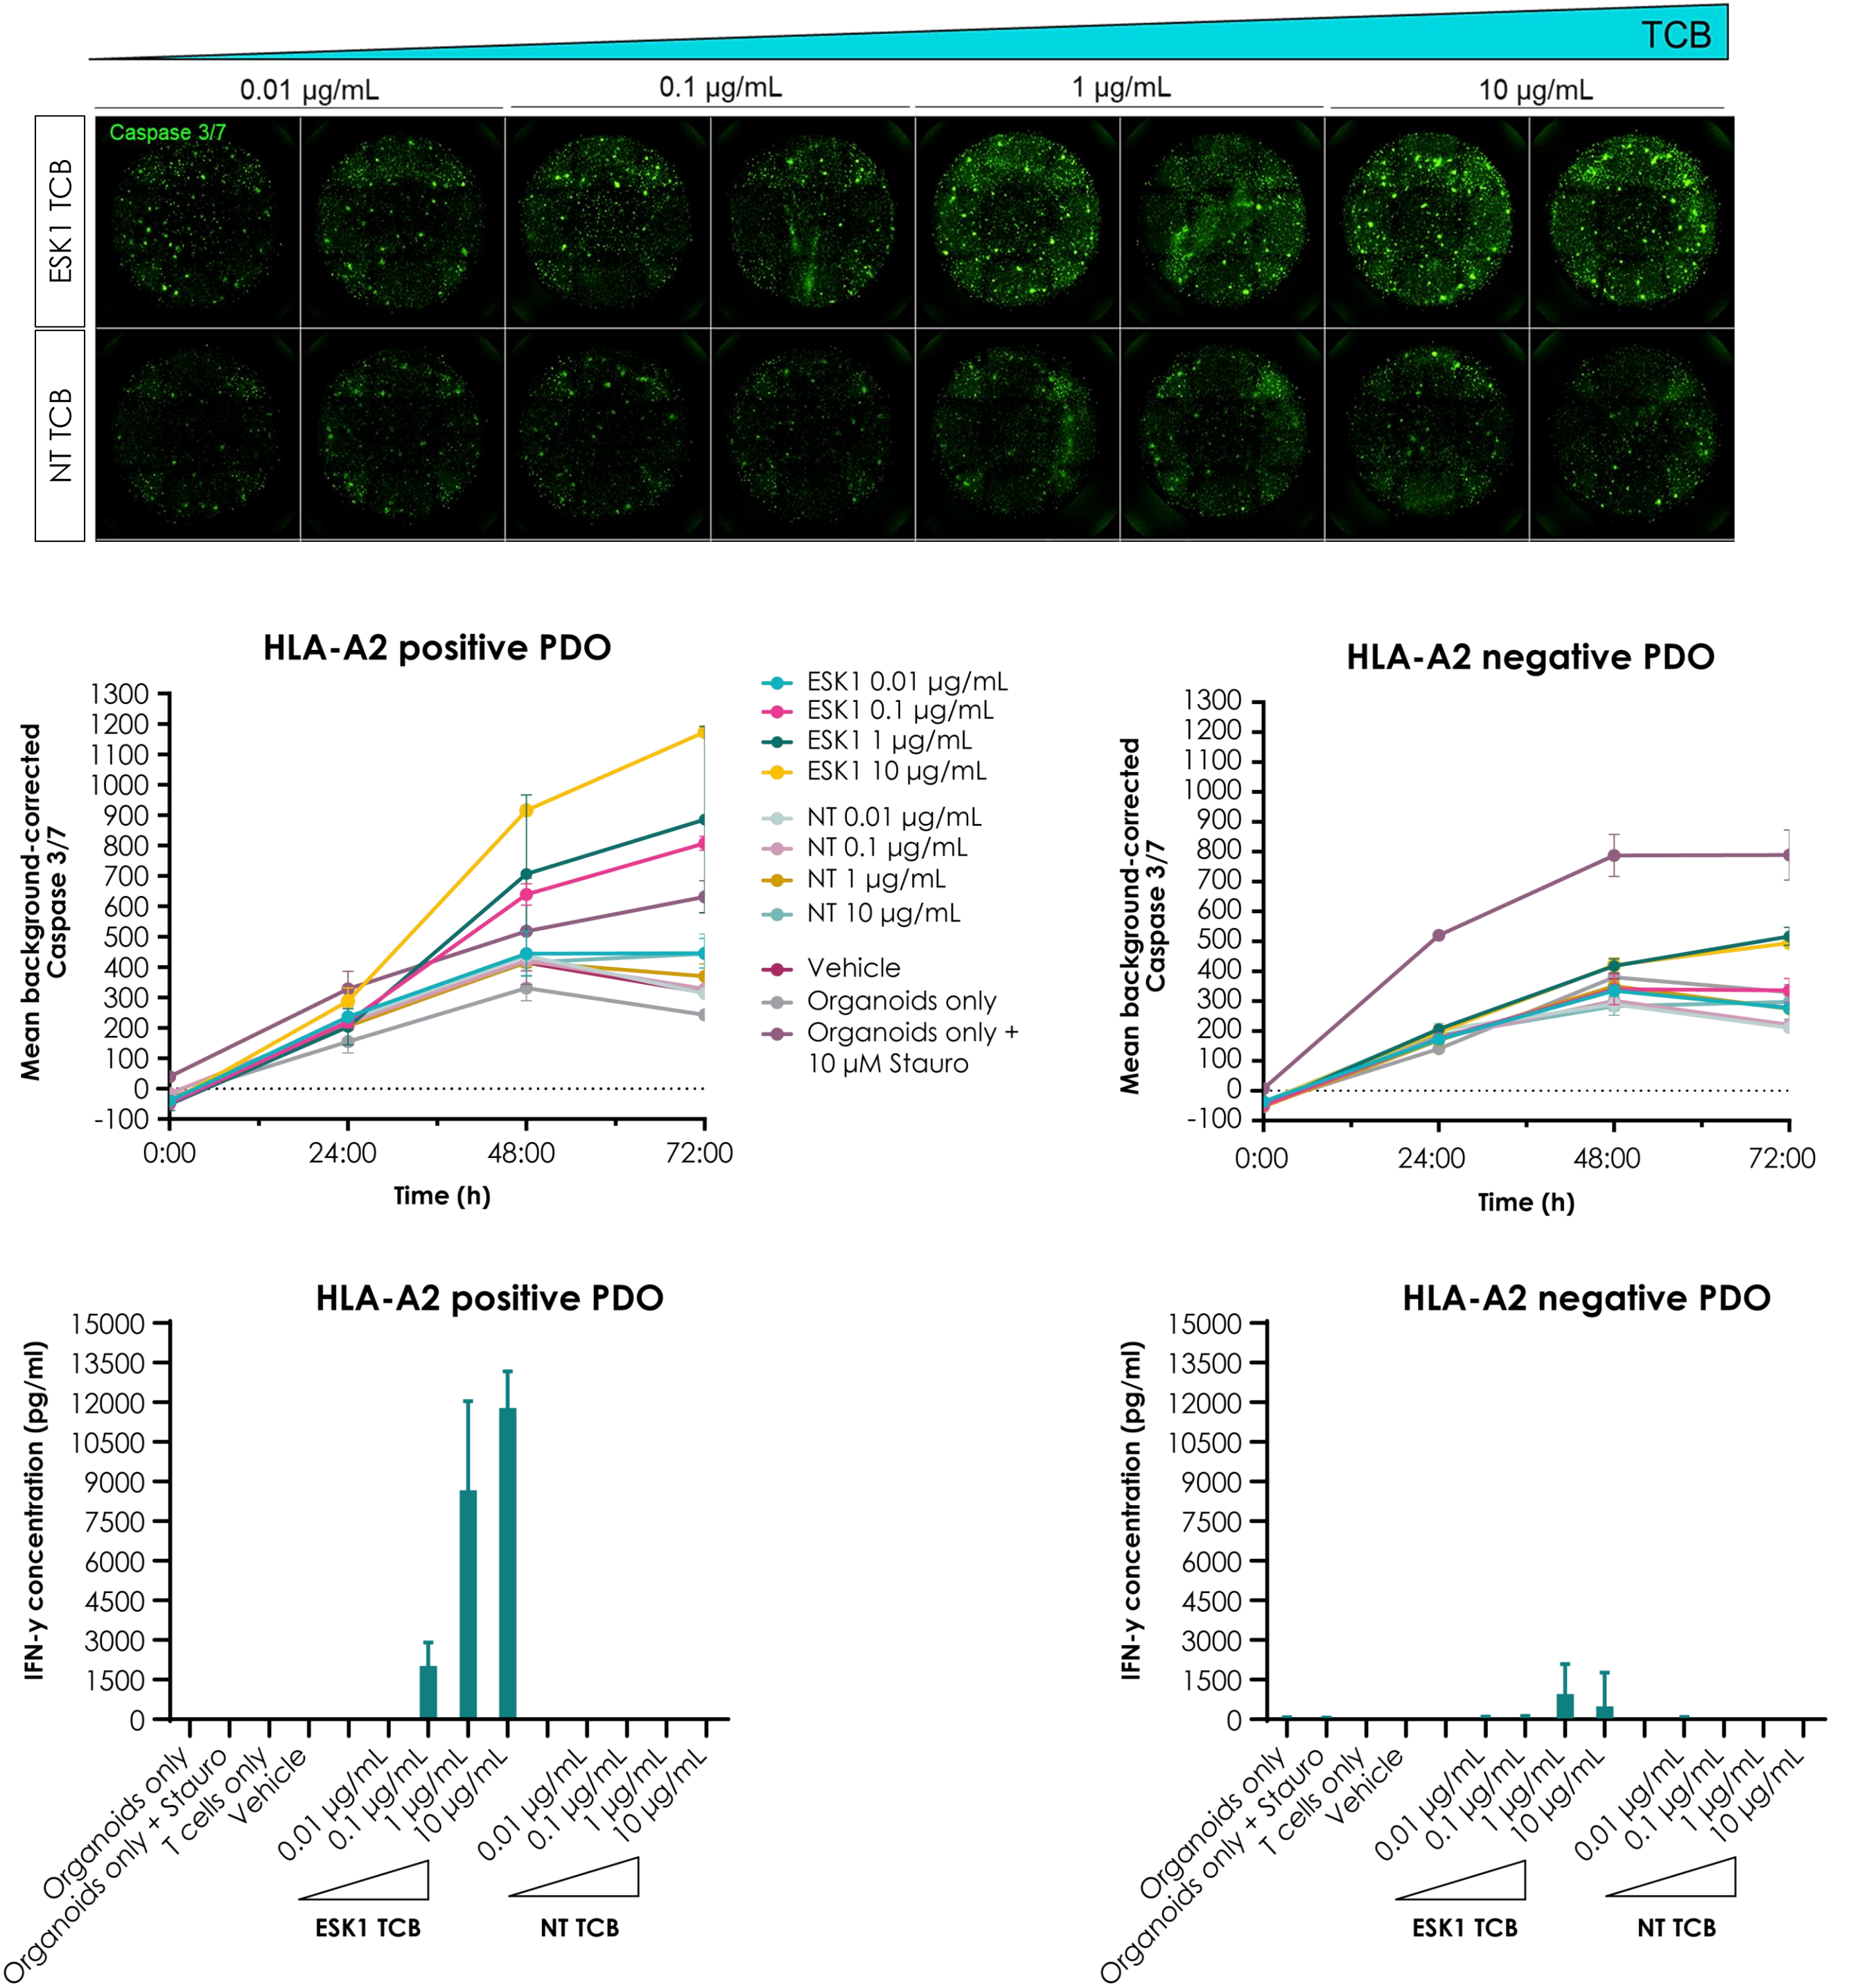 TCB
0.01 µg/mL
0.1 µg/mL
1 µg/mL
10 µg/mL
ESK1 TCB
Caspase 3/7
NT TCB
HLA-A2 positive PDO
Mean background-corrected
Caspase 3/7
1300
1200
1100
1000
900
800
700
600
500
400
300
200
100
0
-100
0:00
24:00
48:00
72:00
Time (h)
ESK1 0.01 µg/mL
ESK1 0.1 µg/mL
ESK1 1 µg/mL
ESK1 10 µg/mL
NT 0.01 µg/mL
NT 0.1 µg/mL
NT 1 µg/mL
NT 10 µg/mL
Vehicle
Organoids only
Organoids only +
10 µM Stauro
HLA-A2 negative PDO
Mean background-corrected
Caspase 3/7
1300
1200
1100
1000
900
800
700
600
500
400
300
200
100
0
-100
0:00
24:00
48:00
72:00
Time (h)
HLA-A2 positive PDO
IFN-y concentration (pg/ml)
15000
13500
12000
10500
9000
7500
6000
4500
3000
1500
0
Organoids only
Organoids only + Stauro
T cells only
Vehicle
0.01 µg/mL
0.1 µg/mL
1 µg/mL
10 µg/mL
0.01 µg/mL
0.1 µg/mL
1 µg/mL
10 µg/mL
ESK1 TCB
NT TCB
HLA-A2 negative PDO
IFN-y concentration (pg/ml)
15000
13500
12000
10500
9000
7500
6000
4500
3000
1500
0
Organoids only
Organoids only + Stauro
T cells only
Vehicle
0.01 µg/mL
0.1 µg/mL
1 µg/mL
10 µg/mL
0.01 µg/mL
0.1 µg/mL
1 µg/mL
10 µg/mL
ESK1 TCB
NT TCB